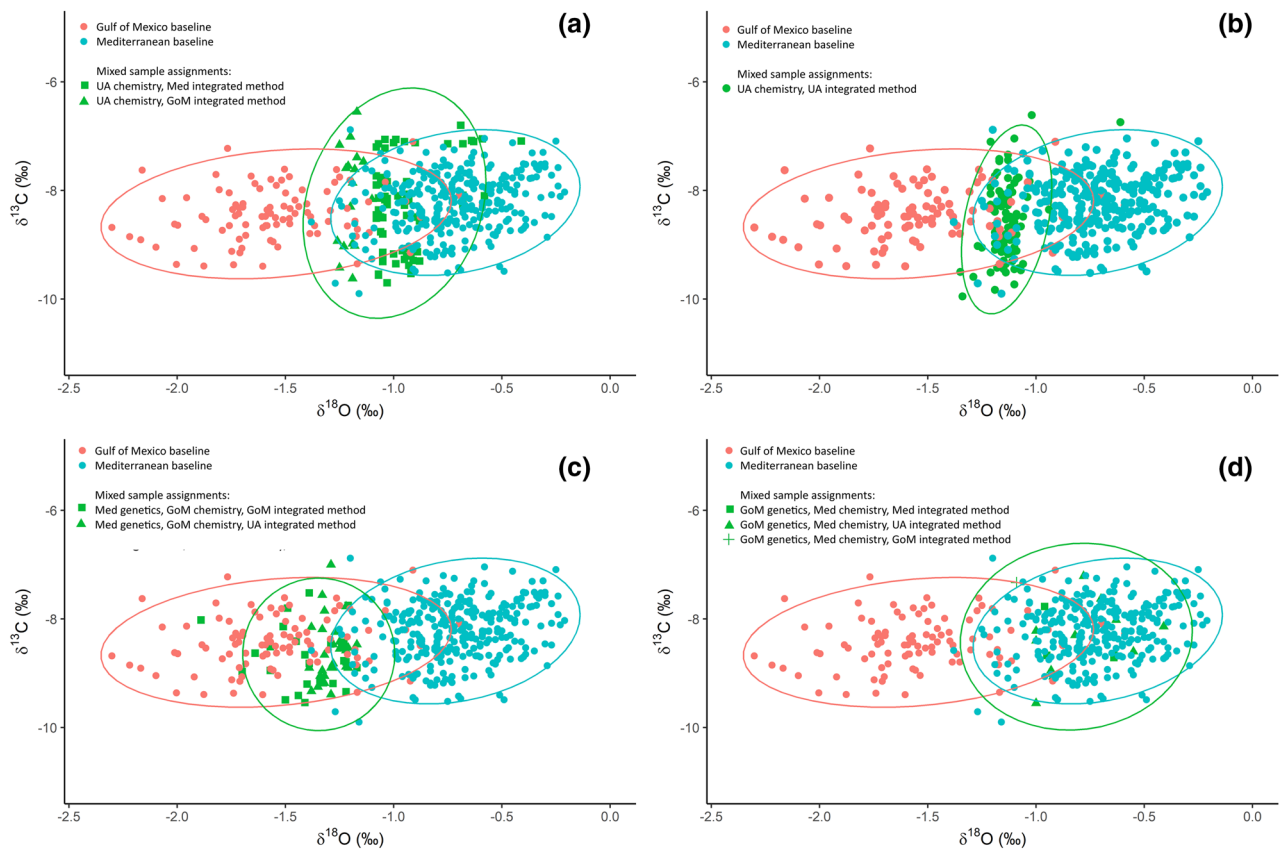 (a)
Gulf of Mexico baseline
Mediterranean baseline
Mixed sample assignments:
UA chemistry, Med integrated method
UA chemistry, GoM integrated method
-6
-8
-10
δ¹³C (‰)
-2.5 -2.0 -1.5 -1.0 -0.5 0.0
δ¹⁸O (‰)
(b)
Gulf of Mexico baseline
Mediterranean baseline
Mixed sample assignments:
UA chemistry, UA integrated method
-6
-8
-10
δ¹³C (‰)
-2.5 -2.0 -1.5 -1.0 -0.5 0.0
δ¹⁸O (‰)
(c)
Gulf of Mexico baseline
Mediterranean baseline
Mixed sample assignments:
Med genetics, GoM chemistry, GoM integrated method
Med genetics, GoM chemistry, UA integrated method
-6
-8
-10
δ¹³C (‰)
-2.5 -2.0 -1.5 -1.0 -0.5 0.0
δ¹⁸O (‰)
(d)
Gulf of Mexico baseline
Mediterranean baseline
Mixed sample assignments:
GoM genetics, Med chemistry, Med integrated method
GoM genetics, Med chemistry, UA integrated method
GoM genetics, Med chemistry, GoM integrated method
-6
-8
-10
δ¹³C (‰)
-2.5 -2.0 -1.5 -1.0 -0.5 0.0
δ¹⁸O (‰)